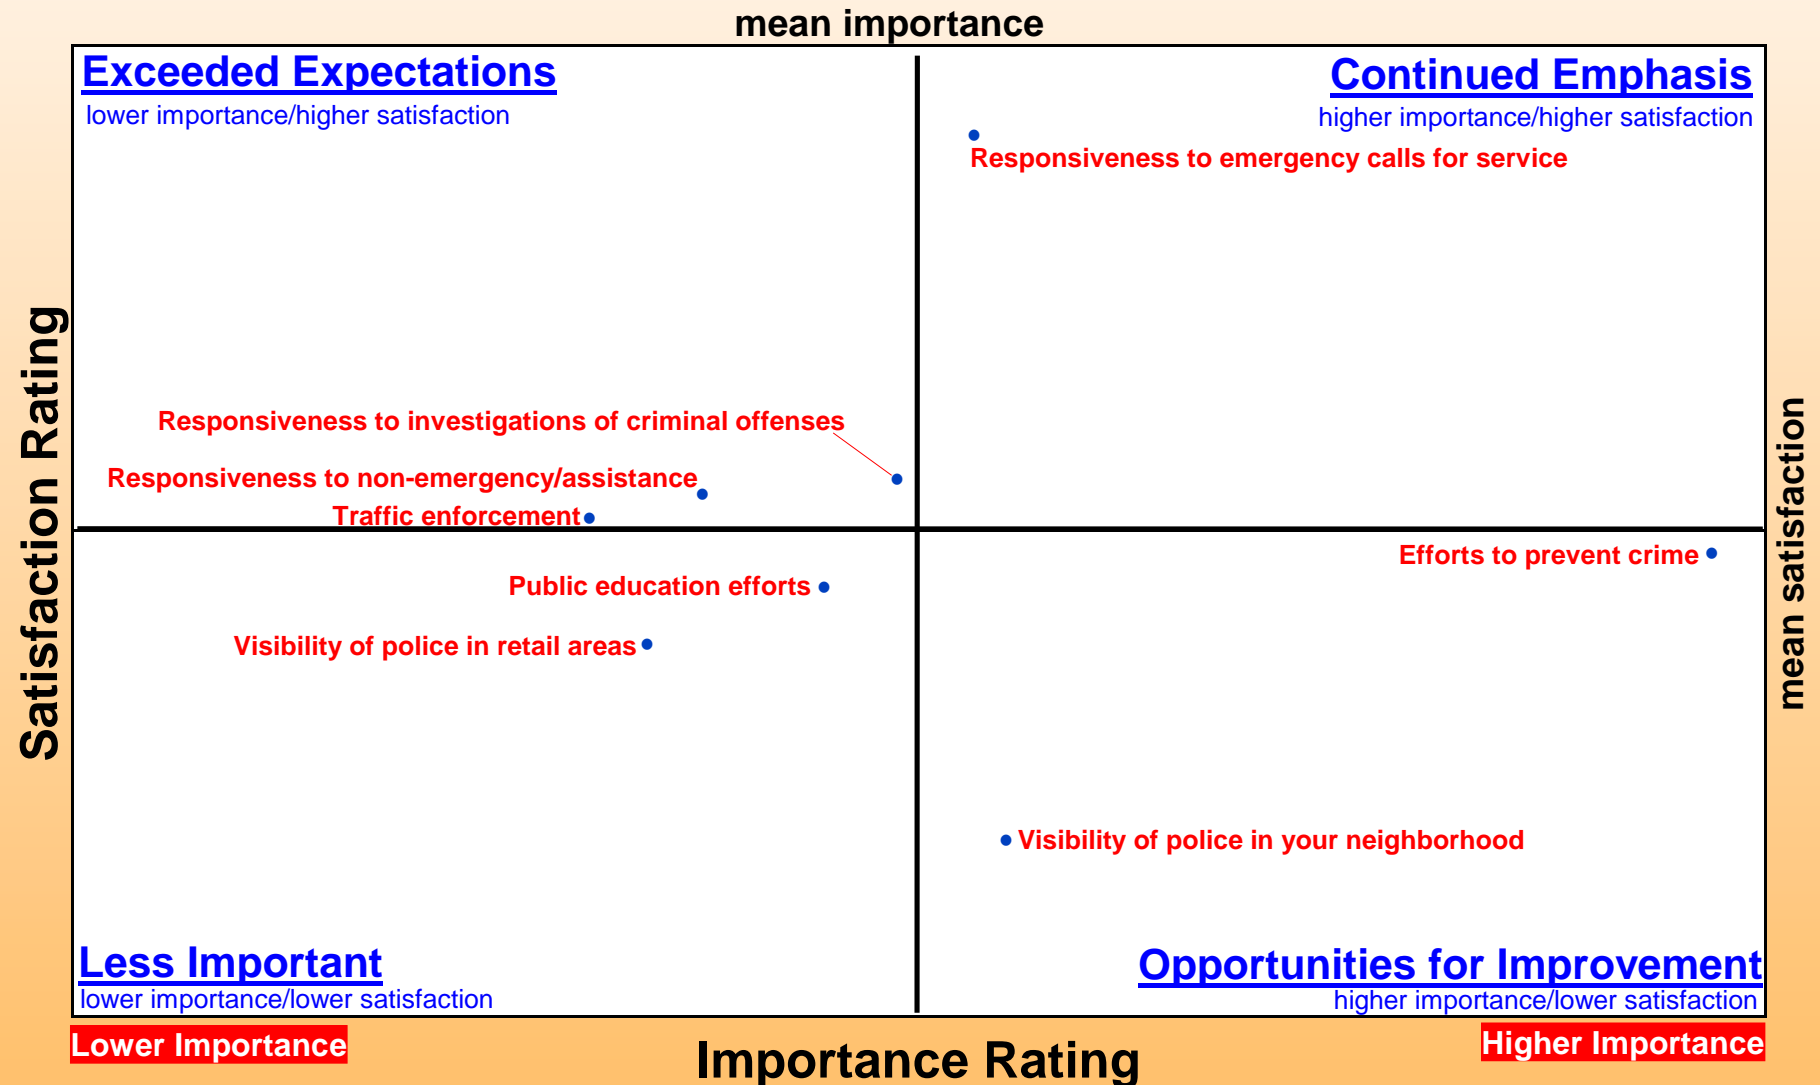 mean importance
Exceeded Expectations
lower importance/higher satisfaction
Continued Emphasis
higher importance/higher satisfaction
Responsiveness to emergency calls for service
Satisfaction Rating
Responsiveness to investigations of criminal offenses
Responsiveness to non-emergency/assistance
Traffic enforcement
mean satisfaction
Efforts to prevent crime
Public education efforts
Visibility of police in retail areas
Visibility of police in your neighborhood
Less Important
lower importance/lower satisfaction
Opportunities for Improvement
higher importance/lower satisfaction
Lower Importance
Importance Rating
Higher Importance